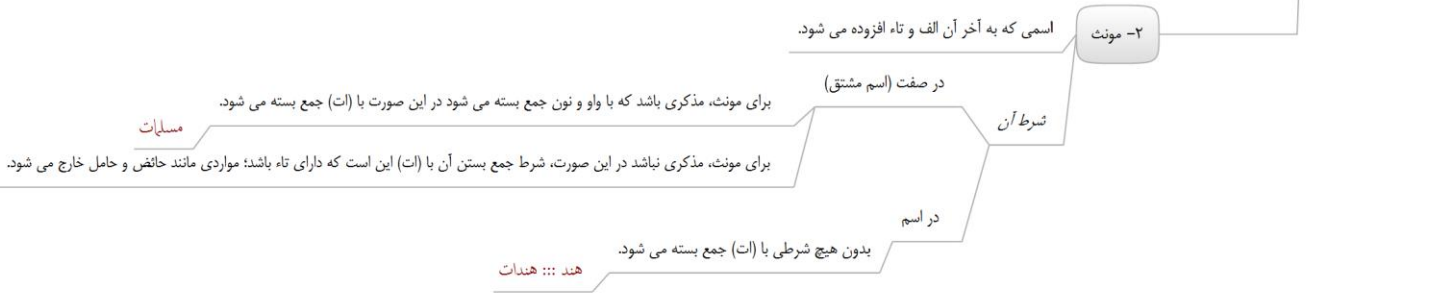 ۲- مونث
اسمی که به آخر آن الف و تاء افزوده می شود.
شرط آن
در صفت (اسم مشتق)
برای مونث، مذکری باشد که با واو و نون جمع بسته می شود در این صورت با (ات) جمع بسته می شود.
مسلمات
برای مونث، مذکری نباشد در این صورت، شرط جمع بستن آن با (ات) این است که دارای تاء باشد؛ مواردی مانند حائض و حامل خارج می شود.
در اسم
بدون هیچ شرطی با (ات) جمع بسته می شود.
هند ::: هندات